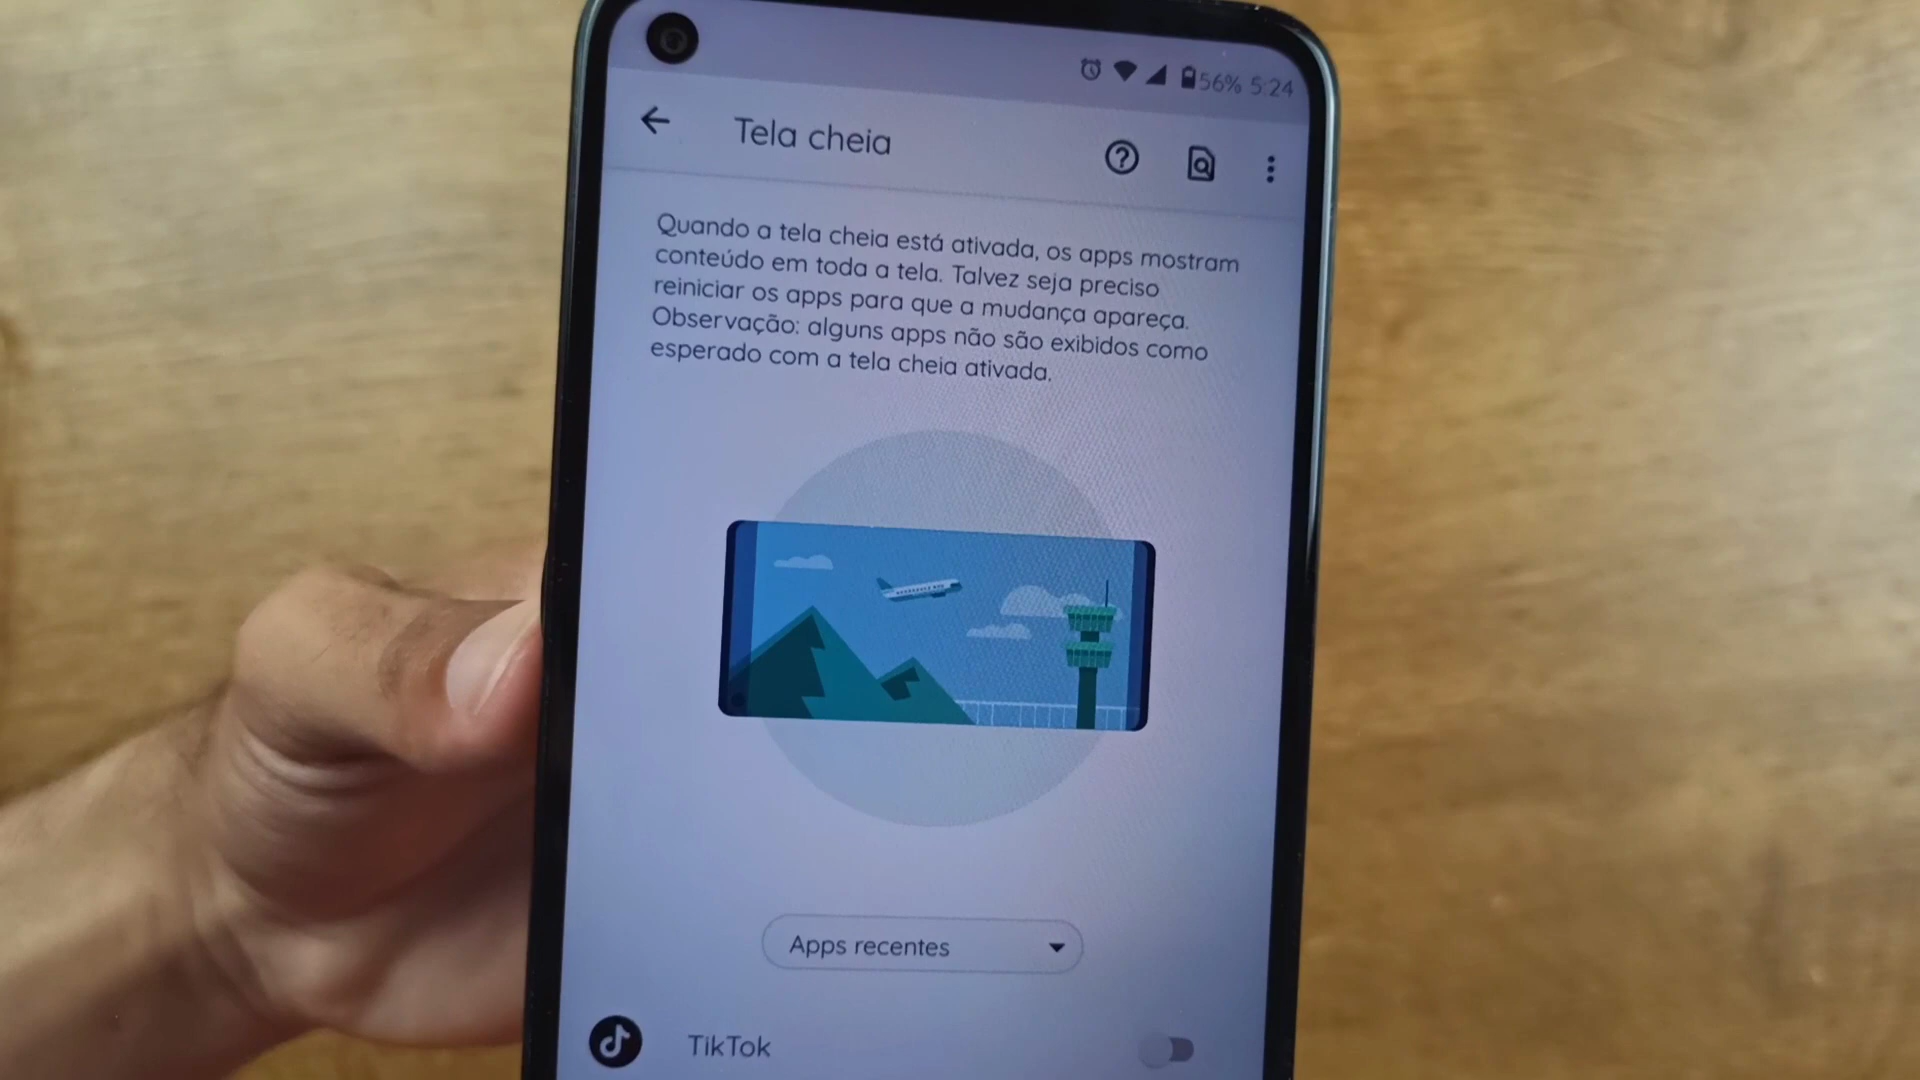 56% 5:24
Tela cheia
Quando a tela cheia está ativada, os apps mostram
conteúdo em toda a tela. Talvez seja preciso
reiniciar os apps para que a mudança apareça.
Observação: alguns apps não são exibidos como
esperado com a tela cheia ativada.
Apps recentes
TikTok